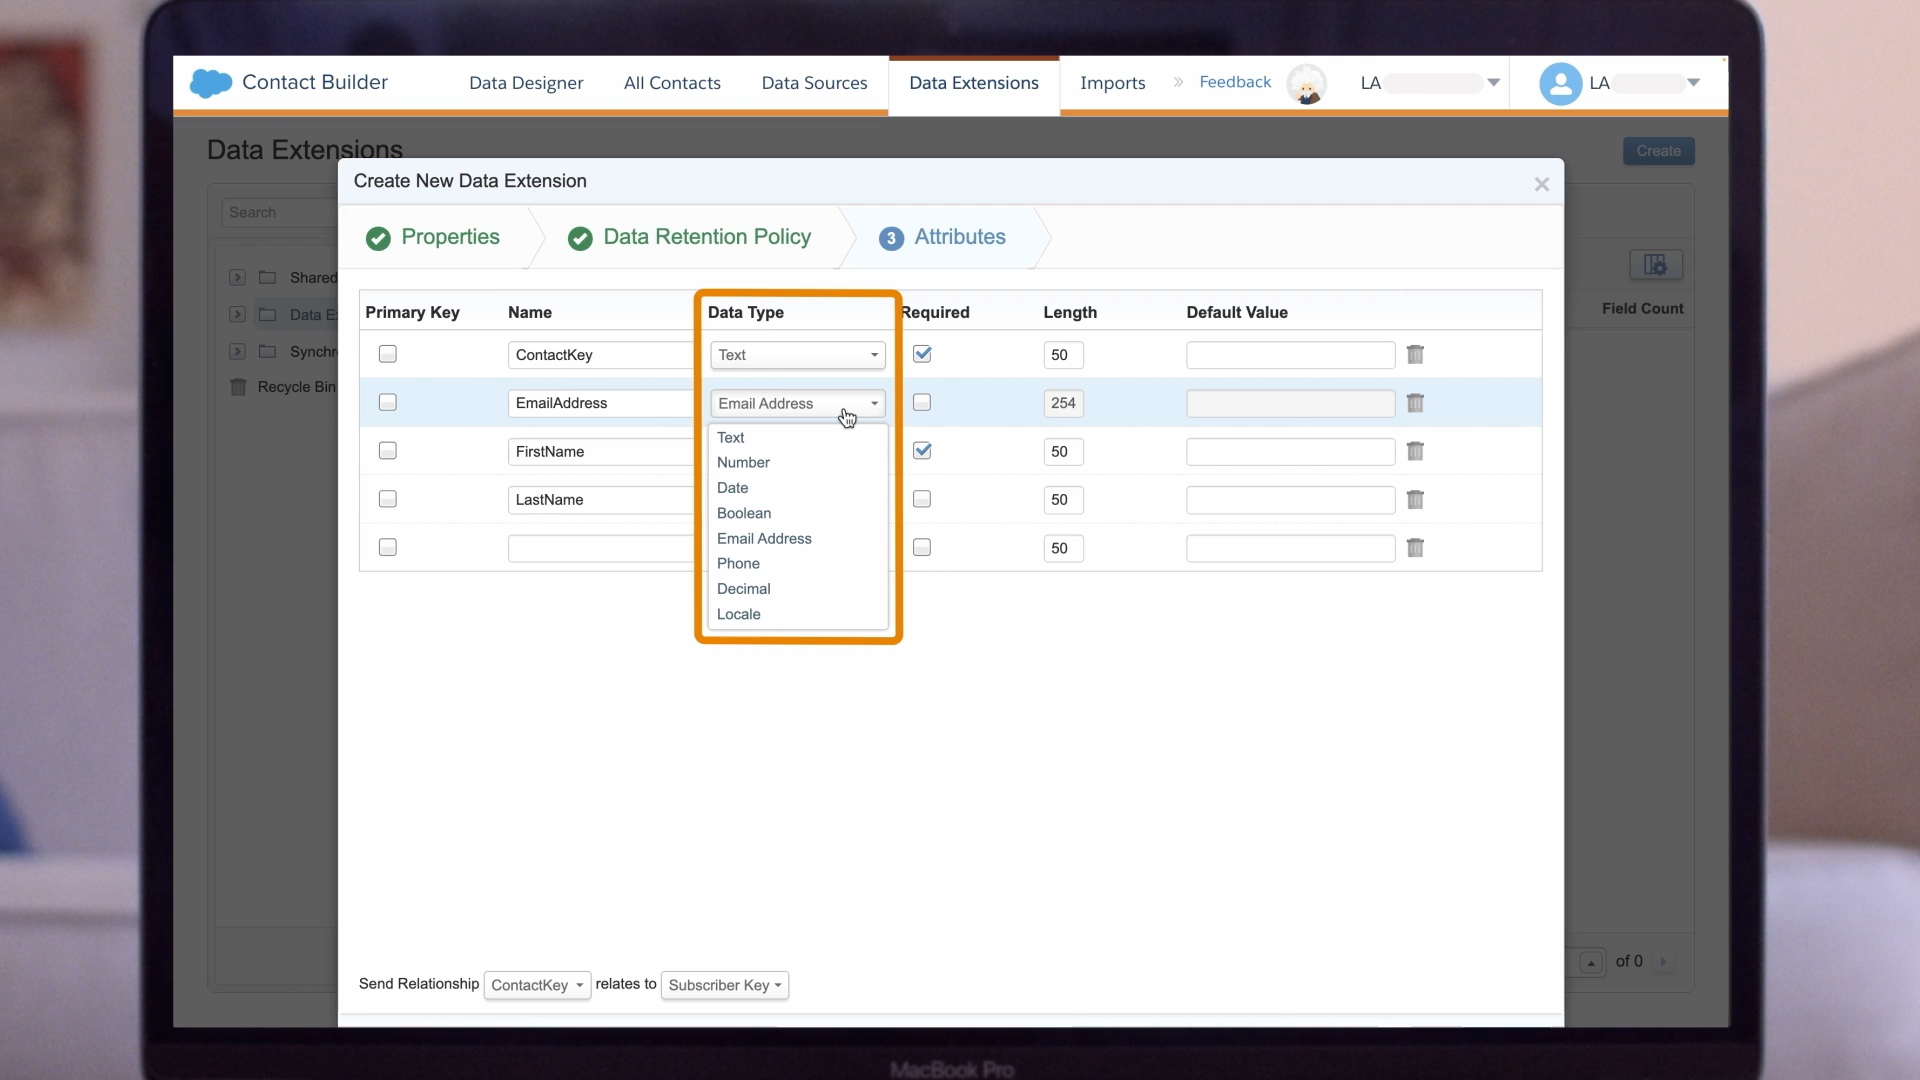 Contact Builder Data Designer All Contacts Data Sources Data Extensions Imports » Feedback LA LA
Data Extensions Create
Create New Data Extension
Search
Properties Data Retention Policy 3 Attributes
Shared
Primary Key Name Data Type Required Length Default Value Field Count
Data E
ContactKey Text 50
Synchr
Recycle Bin
EmailAddress Email Address 254
Text
FirstName 50
Number
Date
LastName 50
Boolean
Email Address
50
Phone
Decimal
Locale
of 0
Send Relationship ContactKey relates to Subscriber Key
MacBook Pro